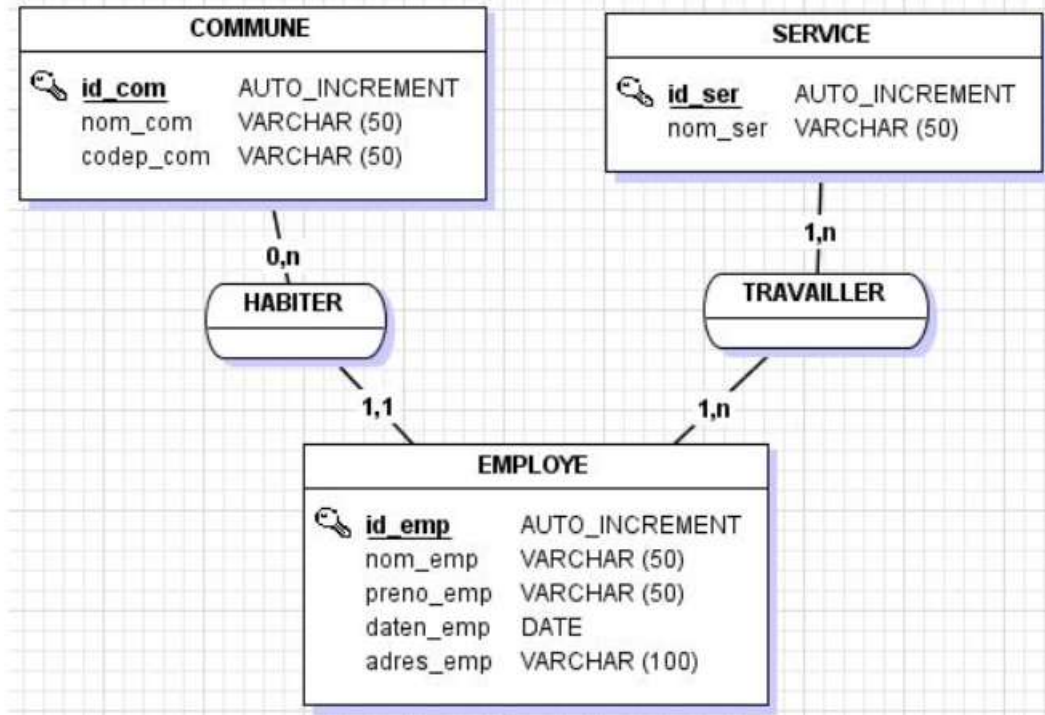 COMMUNE
id_com AUTO_INCREMENT
nom_com VARCHAR (50)
codep_com VARCHAR (50)
SERVICE
id_ser AUTO_INCREMENT
nom_ser VARCHAR (50)
0,n
1,n
HABITER
TRAVAILLER
1,1
1,n
EMPLOYE
id_emp AUTO_INCREMENT
nom_emp VARCHAR (50)
preno_emp VARCHAR (50)
daten_emp DATE
adres_emp VARCHAR (100)